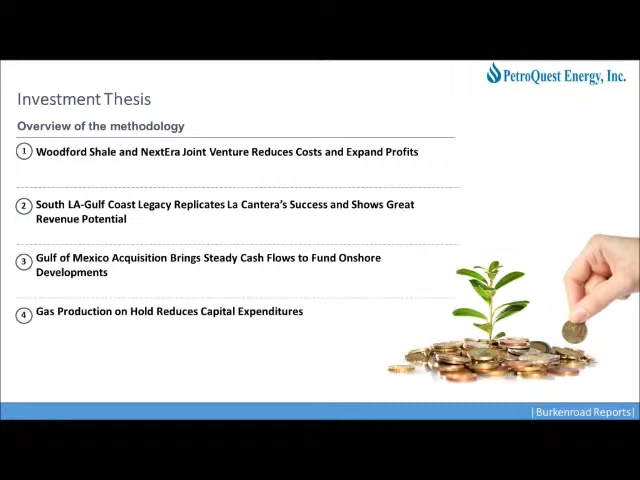 PetroQuest Energy, Inc.
Investment Thesis
Overview of the methodology
1 Woodford Shale and NextEra Joint Venture Reduces Costs and Expand Profits
2 South LA-Gulf Coast Legacy Replicates La Cantera's Success and Shows Great
Revenue Potential
3 Gulf of Mexico Acquisition Brings Steady Cash Flows to Fund Onshore
Developments
4 Gas Production on Hold Reduces Capital Expenditures
|Burkenroad Reports|